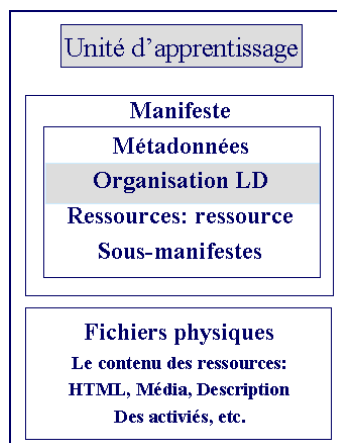 Unité d'apprentissage
Manifeste
Métadonnées
Organisation LD
Ressources: ressource
Sous-manifestes
Fichiers physiques
Le contenu des ressources:
HTML, Média, Description
Des activiés, etc.